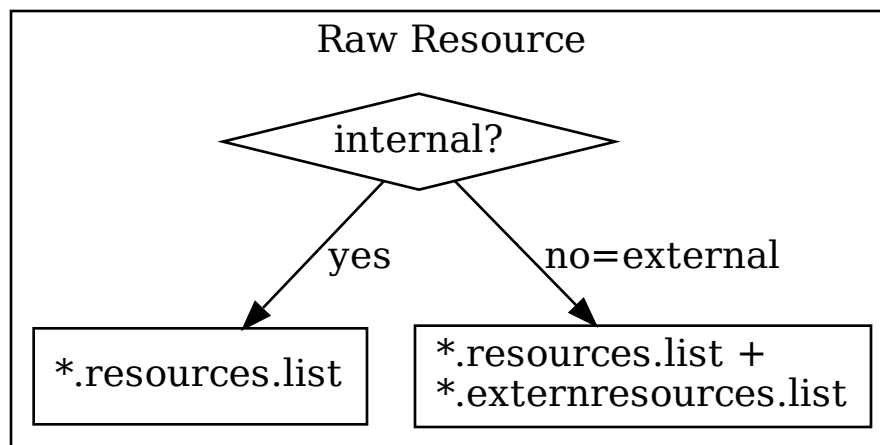 Raw Resource
internal?
yes
no=external
*.resources.list
*.resources.list +
*.externresources.list